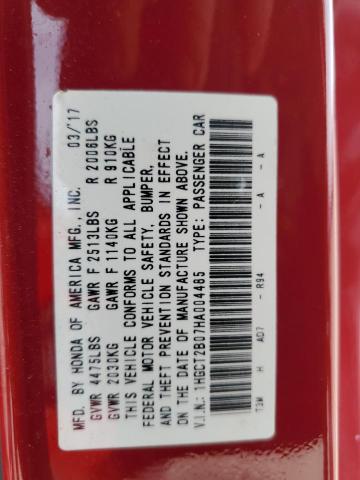 MFD. BY HONDA OF AMERICA MFG., INC. 03/17
GVWR 4475LBS GAWR F 2513LBS R 2006LBS
GVWR 2030KG GAWR F 1140KG R 910KG
THIS VEHICLE CONFORMS TO ALL APPLICABLE
FEDERAL MOTOR VEHICLE SAFETY, BUMPER,
AND THEFT PREVENTION STANDARDS IN EFFECT
ON THE DATE OF MANUFACTURE SHOWN ABOVE.
V.I.N.: 1HGCT2B07HA004485 TYPE: PASSENGER CAR
T3M H AD7 - R94 - A - A